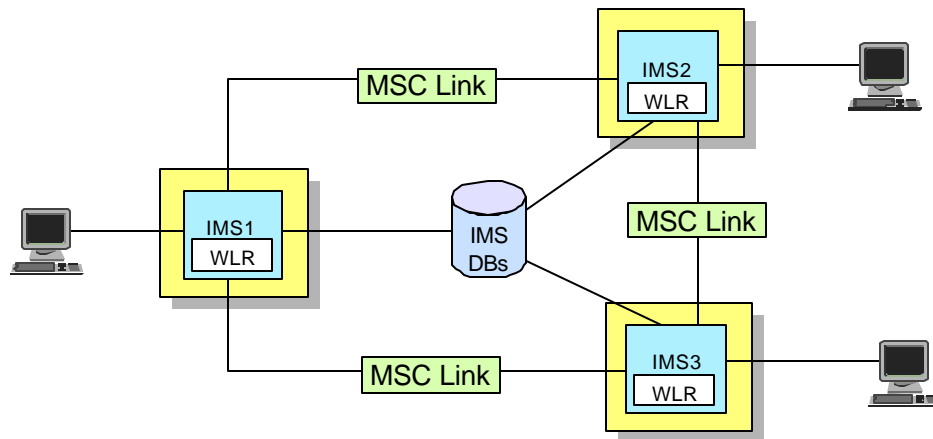 MSC Link
IMS2
WLR
IMS1
WLR
IMS
DBs
MSC Link
MSC Link
IMS3
WLR